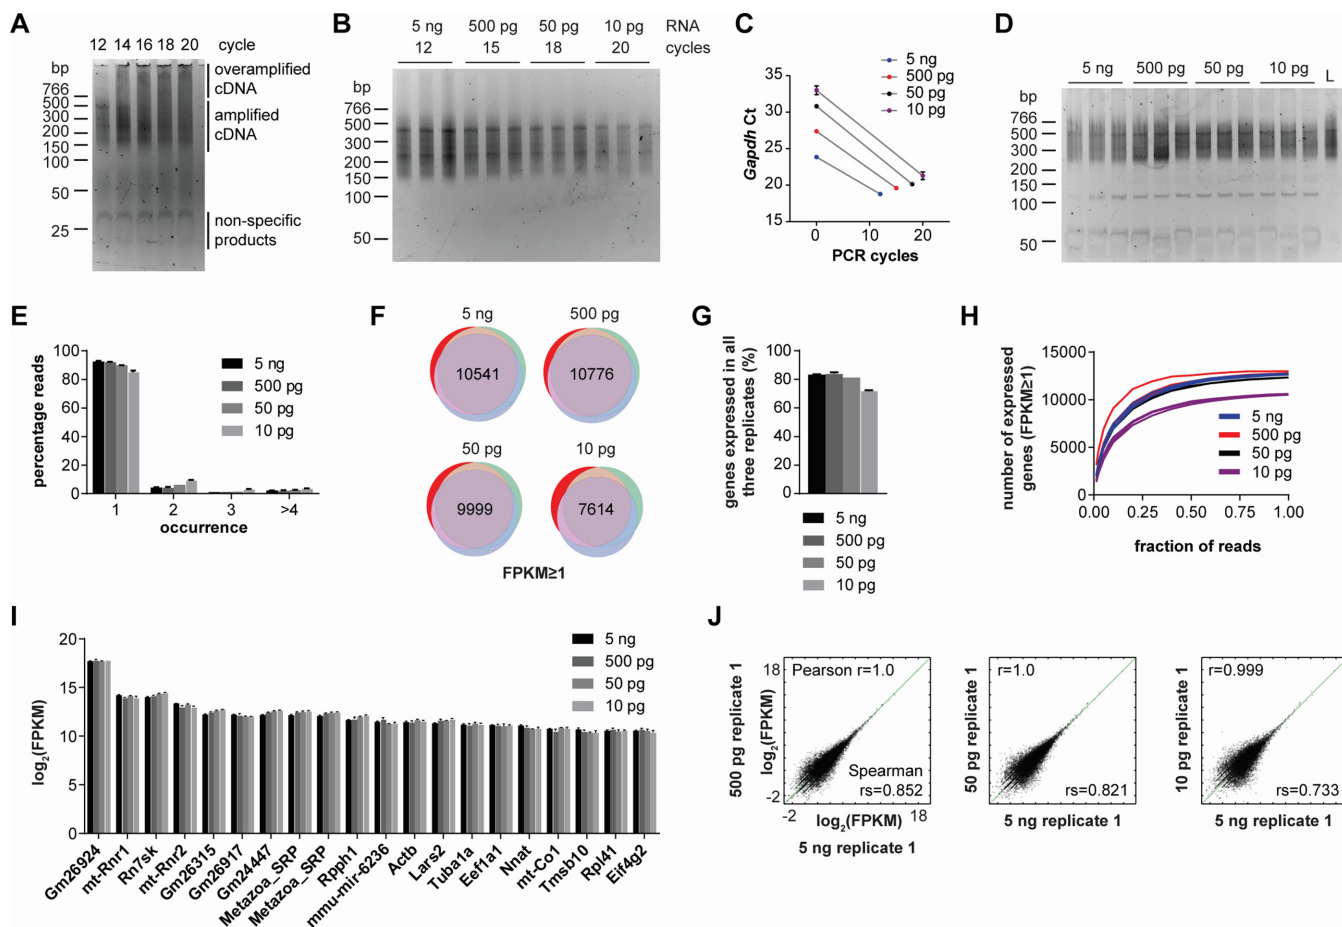 A
12 14 16 18 20 cycle
bp
766
500
300
200
150
100
50
25
overamplified
cDNA
amplified
cDNA
non-specific
products
B
5 ng 500 pg 50 pg 10 pg RNA
12 15 18 20 cycles
bp
766
500
300
200
150
100
50
C
5 ng
500 pg
50 pg
10 pg
Gapdh Ct
35
30
25
20
15
0 10 20
PCR cycles
D
5 ng 500 pg 50 pg 10 pg L
bp
766
500
300
200
150
100
50
E
percentage reads
100
80
60
40
20
0
5 ng
500 pg
50 pg
10 pg
1 2 3 >4
occurrence
F
5 ng 500 pg
10541 10776
50 pg 10 pg
9999 7614
FPKM≥1
G
genes expressed in all
three replicates (%)
100
80
60
40
20
0
5 ng
500 pg
50 pg
10 pg
H
number of expressed
genes (FPKM≥1)
15000
10000
5000
0
5 ng
500 pg
50 pg
10 pg
0.00 0.25 0.50 0.75 1.00
fraction of reads
I
log2(FPKM)
20
15
10
5
0
5 ng
500 pg
50 pg
10 pg
Gm26924
mt-Rnr1
Rn7sk
mt-Rnr2
Gm26315
Gm26917
Gm24447
Metazoa_SRP
Metazoa_SRP
Rpph1
mmu-mir-6236
Actb
Lars2
Tuba1a
Eef1a1
Nnat
mt-Co1
Tmsb10
Rpl41
Eif4g2
J
500 pg replicate 1
log2(FPKM)
18
-2
Pearson r=1.0
Spearman
rs=0.852
-2 18
log2(FPKM)
5 ng replicate 1
50 pg replicate 1
r=1.0
rs=0.821
5 ng replicate 1
10 pg replicate 1
r=0.999
rs=0.733
5 ng replicate 1